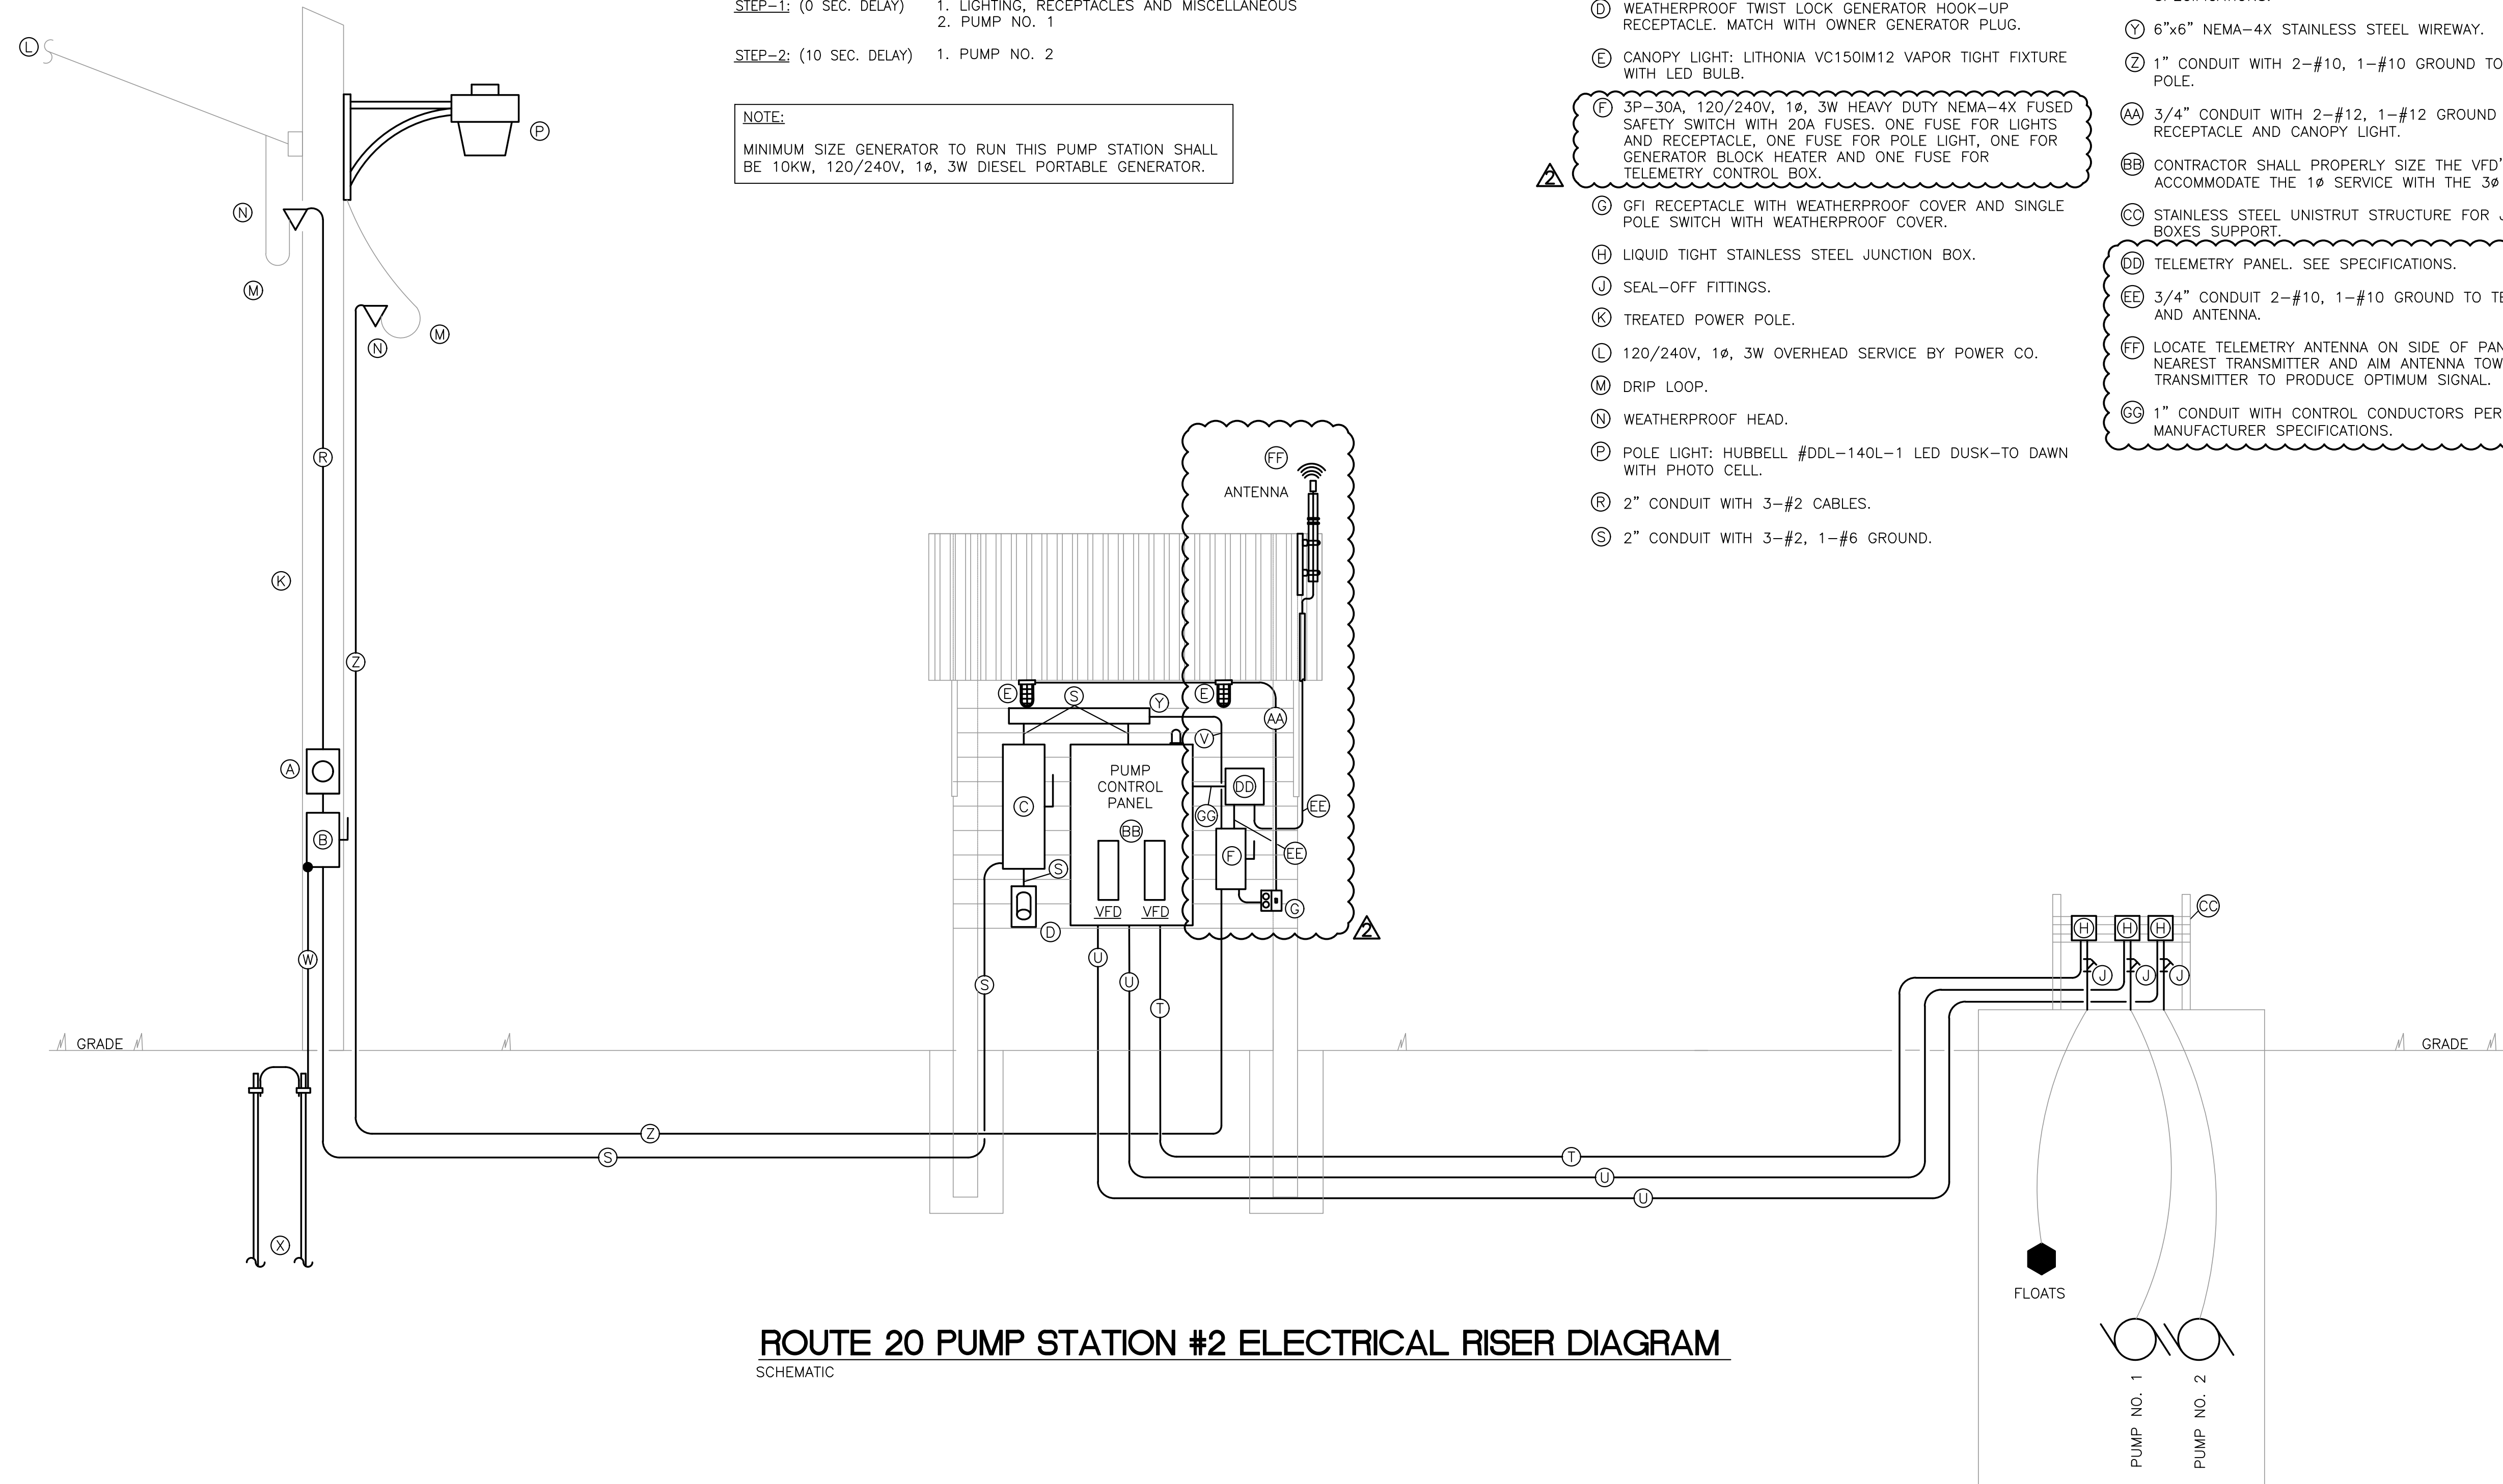 STEP-1: (0 SEC. DELAY) 1. LIGHTING, RECEPTACLES AND MISCELLANEOUS
2. PUMP NO. 1
STEP-2: (10 SEC. DELAY) 1. PUMP NO. 2
NOTE:
MINIMUM SIZE GENERATOR TO RUN THIS PUMP STATION SHALL
BE 10KW, 120/240V, 1ø, 3W DIESEL PORTABLE GENERATOR.
D WEATHERPROOF TWIST LOCK GENERATOR HOOK-UP
RECEPTACLE. MATCH WITH OWNER GENERATOR PLUG.
E CANOPY LIGHT: LITHONIA VC150IM12 VAPOR TIGHT FIXTURE
WITH LED BULB.
F 3P-30A, 120/240V, 1ø, 3W HEAVY DUTY NEMA-4X FUSED
SAFETY SWITCH WITH 20A FUSES. ONE FUSE FOR LIGHTS
AND RECEPTACLE, ONE FUSE FOR POLE LIGHT, ONE FOR
GENERATOR BLOCK HEATER AND ONE FUSE FOR
TELEMETRY CONTROL BOX.
2
G GFI RECEPTACLE WITH WEATHERPROOF COVER AND SINGLE
POLE SWITCH WITH WEATHERPROOF COVER.
H LIQUID TIGHT STAINLESS STEEL JUNCTION BOX.
J SEAL-OFF FITTINGS.
K TREATED POWER POLE.
L 120/240V, 1ø, 3W OVERHEAD SERVICE BY POWER CO.
M DRIP LOOP.
N WEATHERPROOF HEAD.
P POLE LIGHT: HUBBELL #DDL-140L-1 LED DUSK-TO DAWN
WITH PHOTO CELL.
R 2" CONDUIT WITH 3-#2 CABLES.
S 2" CONDUIT WITH 3-#2, 1-#6 GROUND.
Y 6"x6" NEMA-4X STAINLESS STEEL WIREWAY.
Z 1" CONDUIT WITH 2-#10, 1-#10 GROUND TO
POLE.
AA 3/4" CONDUIT WITH 2-#12, 1-#12 GROUND
RECEPTACLE AND CANOPY LIGHT.
BB CONTRACTOR SHALL PROPERLY SIZE THE VFD'
ACCOMMODATE THE 1ø SERVICE WITH THE 3ø
CC STAINLESS STEEL UNISTRUT STRUCTURE FOR
BOXES SUPPORT.
DD TELEMETRY PANEL. SEE SPECIFICATIONS.
EE 3/4" CONDUIT 2-#10, 1-#10 GROUND TO
AND ANTENNA.
FF LOCATE TELEMETRY ANTENNA ON SIDE OF
NEAREST TRANSMITTER AND AIM ANTENNA
TRANSMITTER TO PRODUCE OPTIMUM SIGNAL.
GG 1" CONDUIT WITH CONTROL CONDUCTORS PER
MANUFACTURER SPECIFICATIONS.
L
P
N
M
M
N
R
K
Z
A
B
W
X
Z
S
FF
ANTENNA
E
S
Y
E
AA
V
PUMP
CONTROL
PANEL
C
DD
BB
GG
EE
F
EE
S
VFD VFD
G
D
2
U
U
S
T
T
U
U
CC
H H H
J J J
GRADE
GRADE
FLOATS
PUMP NO. 1
PUMP NO. 2
ROUTE 20 PUMP STATION #2 ELECTRICAL RISER DIAGRAM
SCHEMATIC